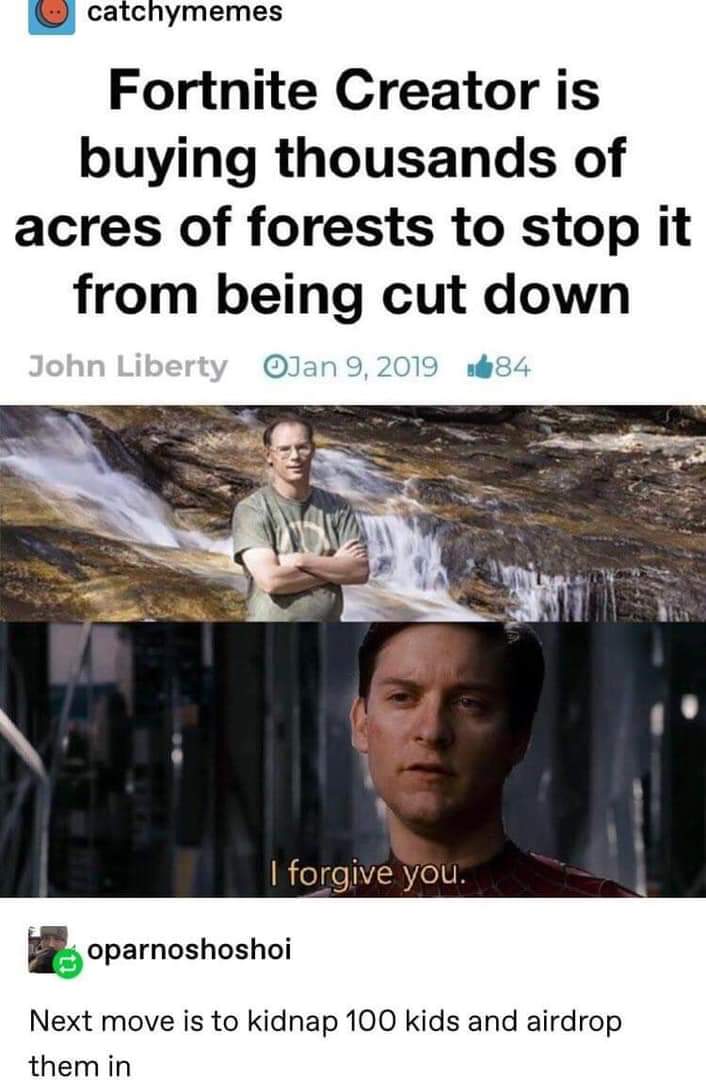 catchymemes
Fortnite Creator is
buying thousands of
acres of forests to stop it
from being cut down
John Liberty Jan 9, 2019 84
I forgive you.
oparnoshoshoi
Next move is to kidnap 100 kids and airdrop
them in